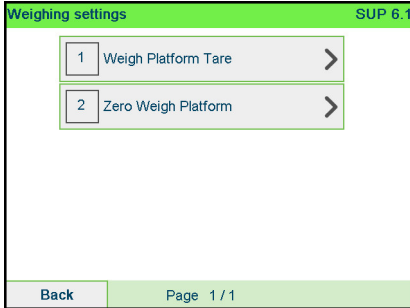 Weighing settings SUP 6.1
1 Weigh Platform Tare
2 Zero Weigh Platform
Back Page 1 / 1